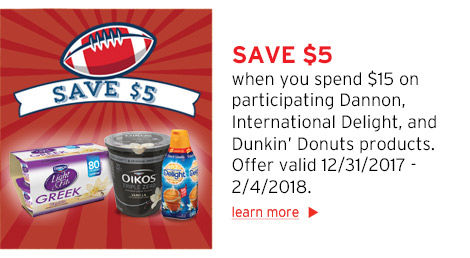 SAVE $5
80
Light
& Fit
GREEK
OIKOS
TRIPLE ZERO
VANILLA
Delight
SAVE $5
when you spend $15 on
participating Dannon,
International Delight, and
Dunkin' Donuts products.
Offer valid 12/31/2017 -
2/4/2018.
learn more